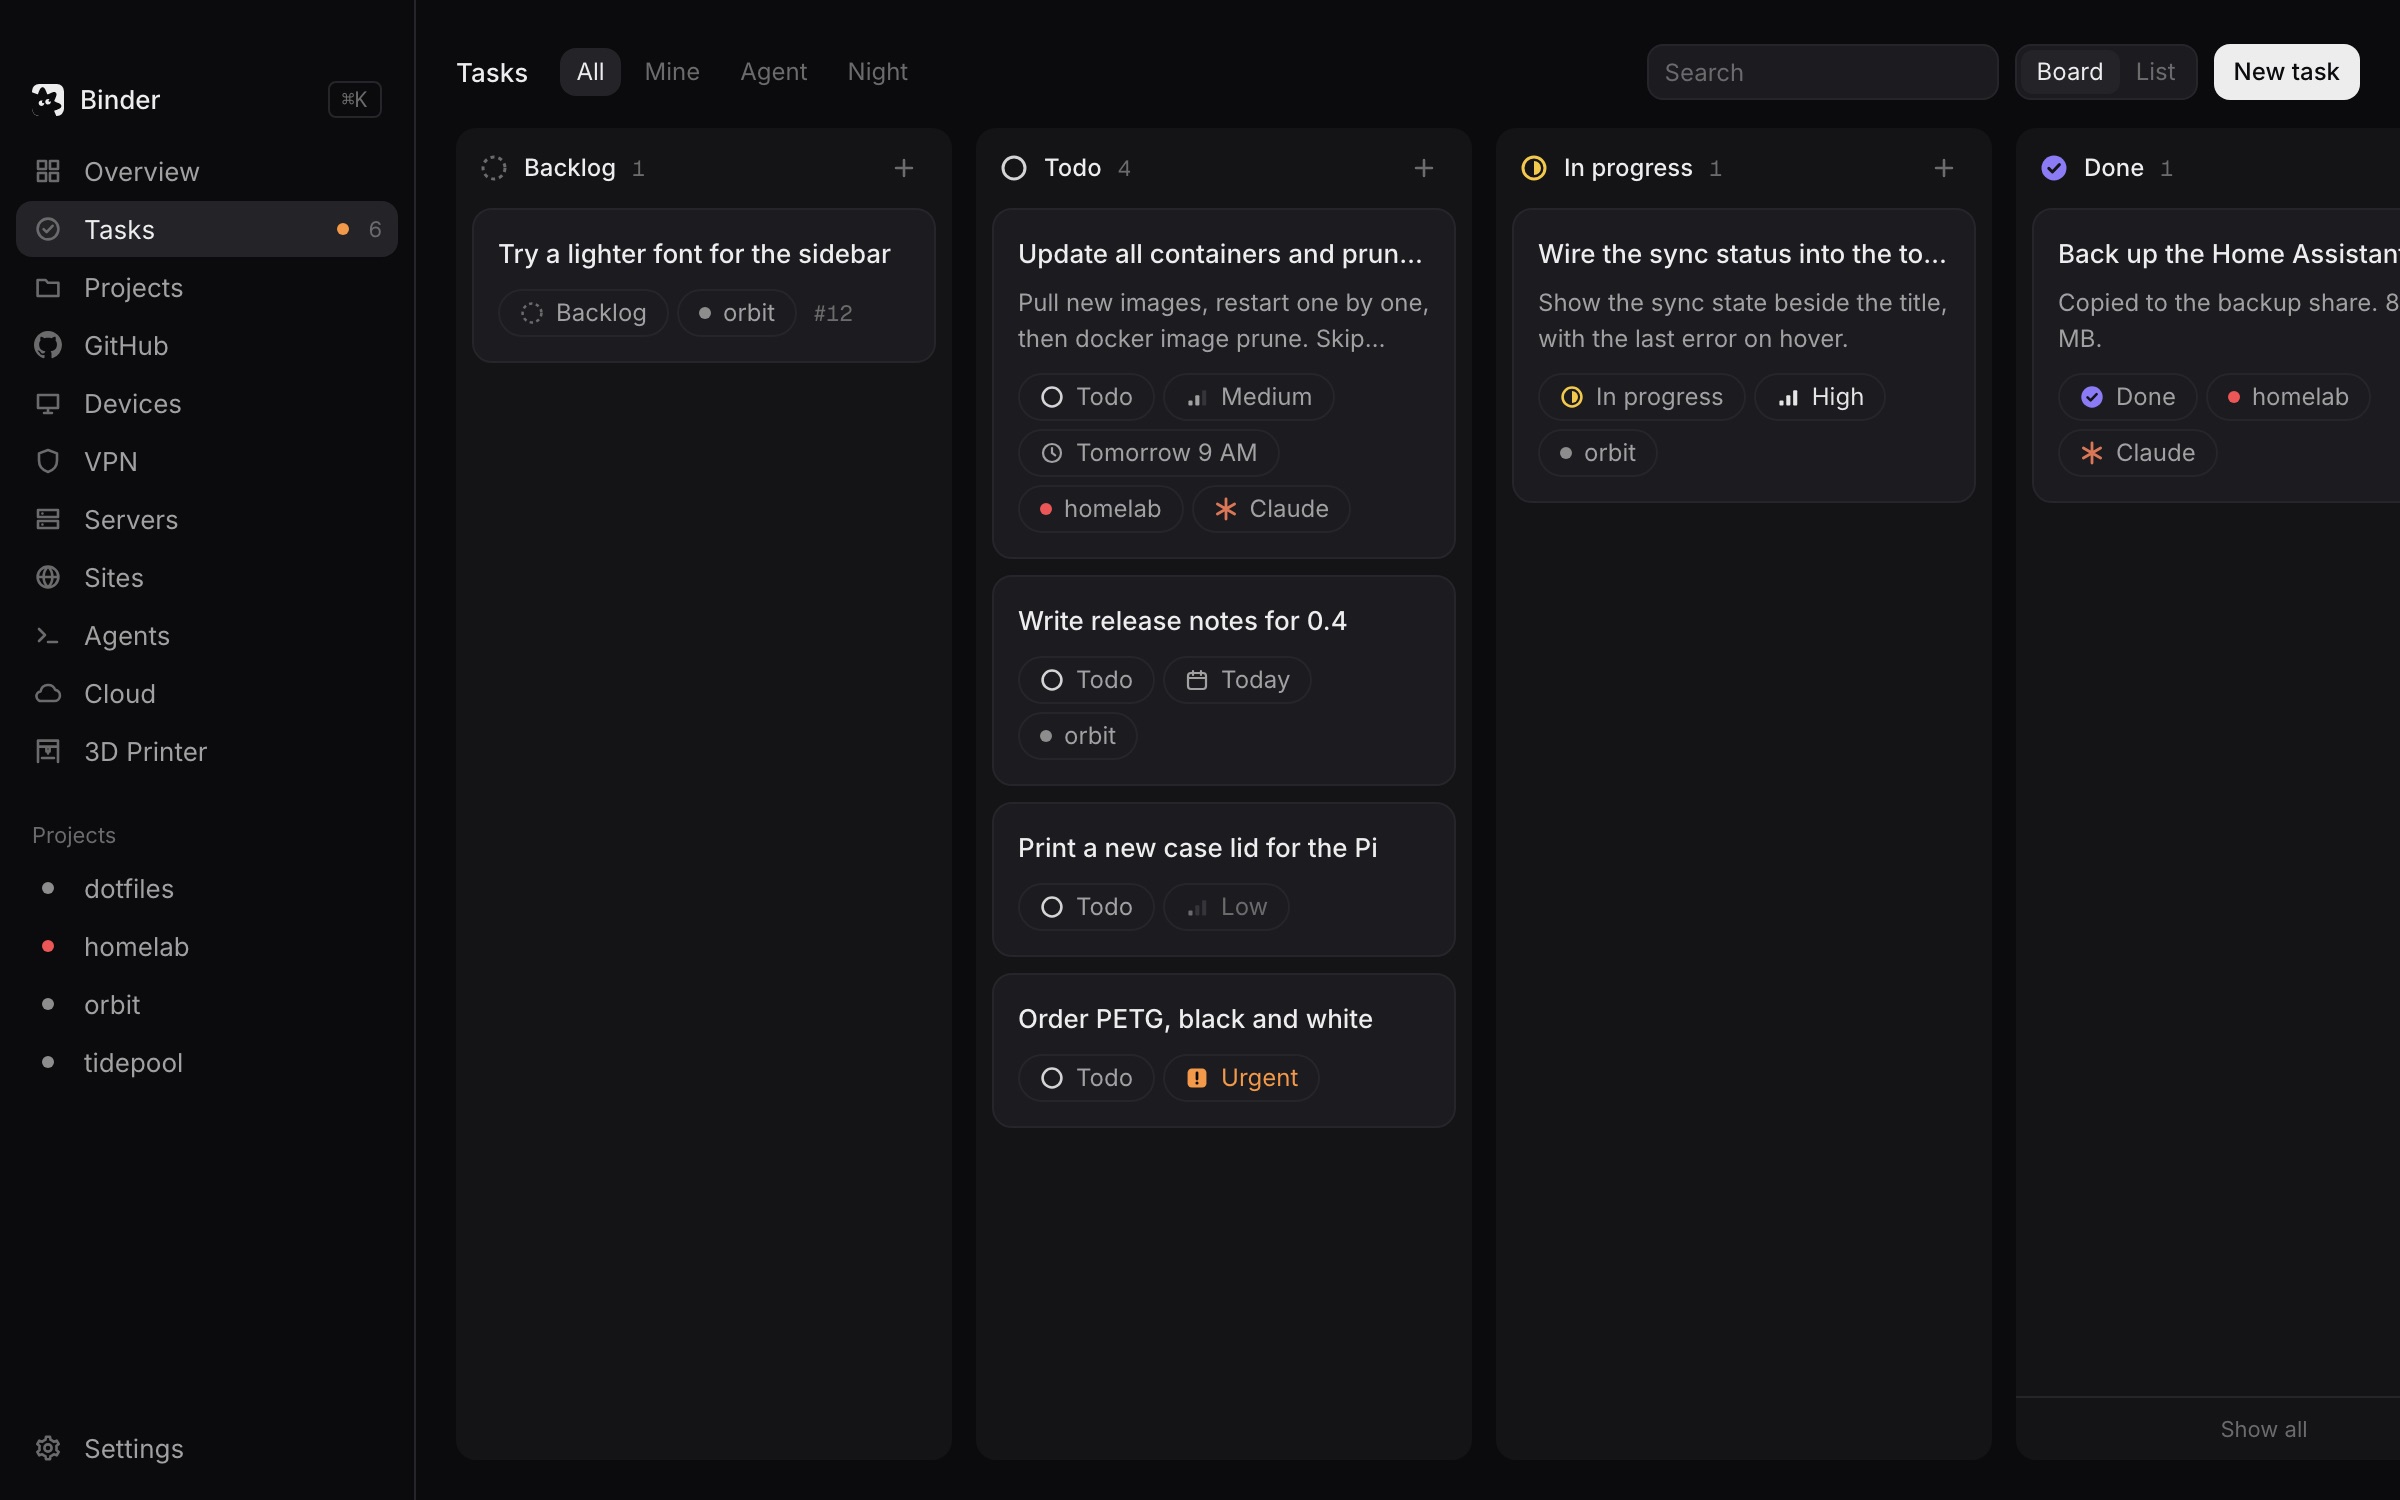 Binder
⌘K
Overview
Tasks 6
Projects
GitHub
Devices
VPN
Servers
Sites
Agents
Cloud
3D Printer
Projects
dotfiles
homelab
orbit
tidepool
Settings
Tasks All Mine Agent Night
Search
Board List
New task
Backlog 1
Try a lighter font for the sidebar
Backlog orbit #12
Todo 4
Update all containers and prun...
Pull new images, restart one by one,
then docker image prune. Skip...
Todo Medium
Tomorrow 9 AM
homelab Claude
Write release notes for 0.4
Todo Today
orbit
Print a new case lid for the Pi
Todo Low
Order PETG, black and white
Todo Urgent
In progress 1
Wire the sync status into the to...
Show the sync state beside the title,
with the last error on hover.
In progress High
orbit
Done 1
Back up the Home Assistant
Copied to the backup share. 8
MB.
Done homelab
Claude
Show all